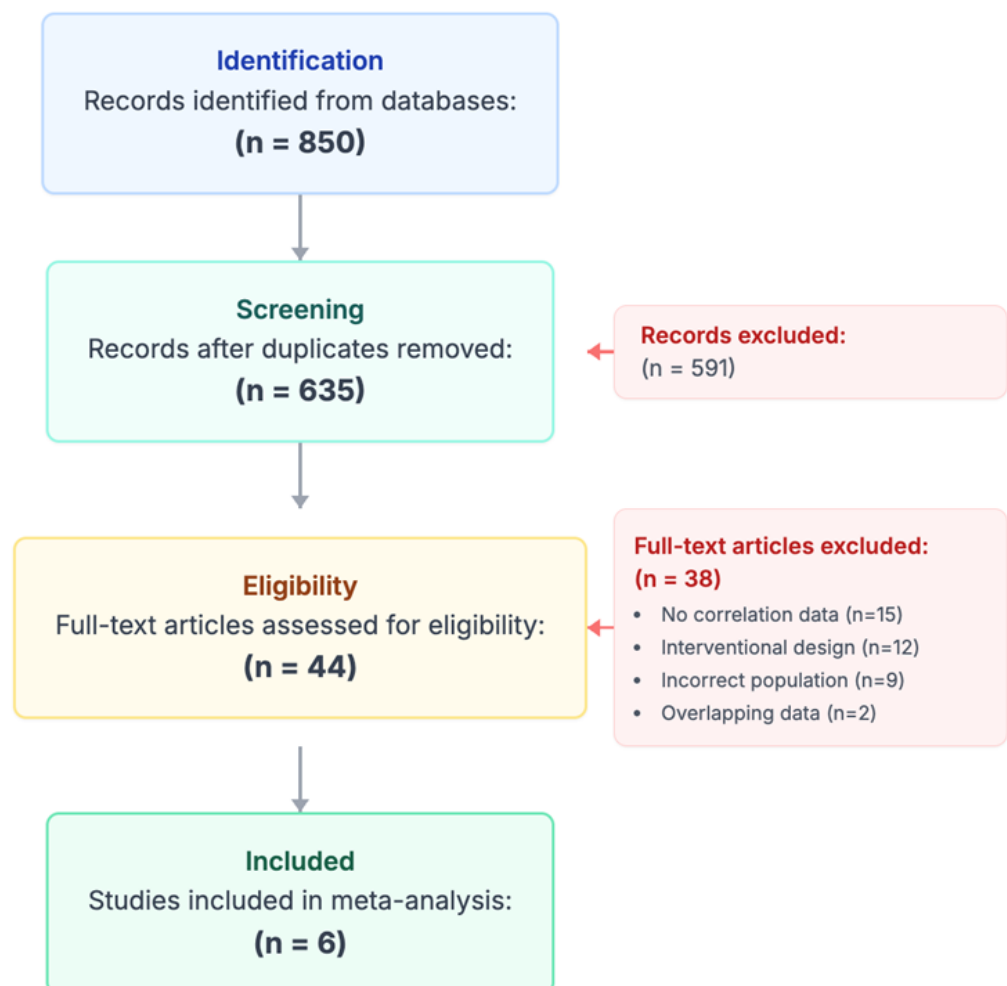 Identification
Records identified from databases:
(n = 850)
Screening
Records after duplicates removed:
(n = 635)
Records excluded:
(n = 591)
Eligibility
Full-text articles assessed for eligibility:
(n = 44)
Full-text articles excluded:
(n = 38)
• No correlation data (n=15)
• Interventional design (n=12)
• Incorrect population (n=9)
• Overlapping data (n=2)
Included
Studies included in meta-analysis:
(n = 6)